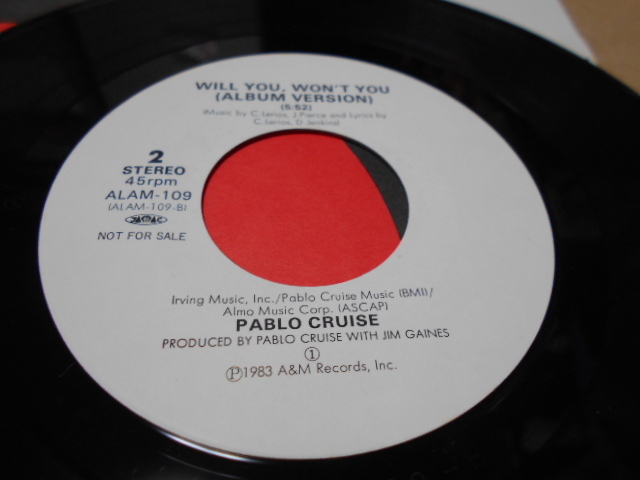 WILL YOU, WON'T YOU
(ALBUM VERSION)
(5:52)
(Music by C. Lerios, J. Pierce and Lyrics by
C. Lerios, D. Jenkins)
2
STEREO
45rpm
ALAM-109
(ALAM-109-B)
NOT FOR SALE
Irving Music, Inc./Pablo Cruise Music (BMI)/
Almo Music Corp. (ASCAP)
PABLO CRUISE
PRODUCED BY PABLO CRUISE WITH JIM GAINES
①
Ⓟ1983 A&M Records, Inc.